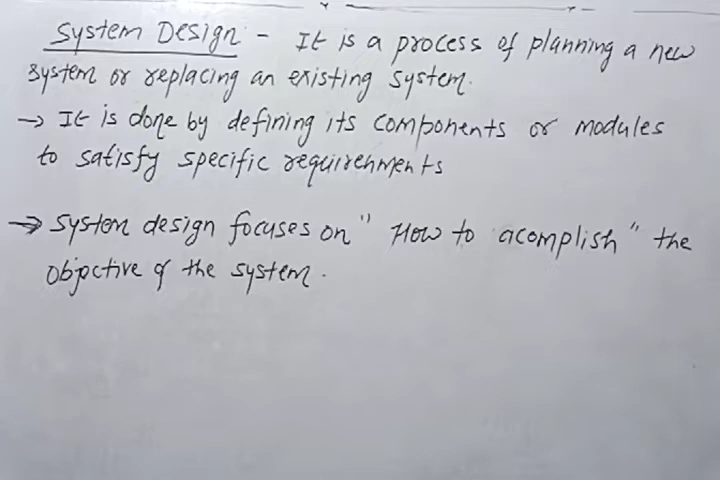 System Design - It is a process of planning a new
system or replacing an existing system.
→ It is done by defining its components or modules
to satisfy specific requirements
→ System design focuses on " How to acomplish " the
objective of the system.